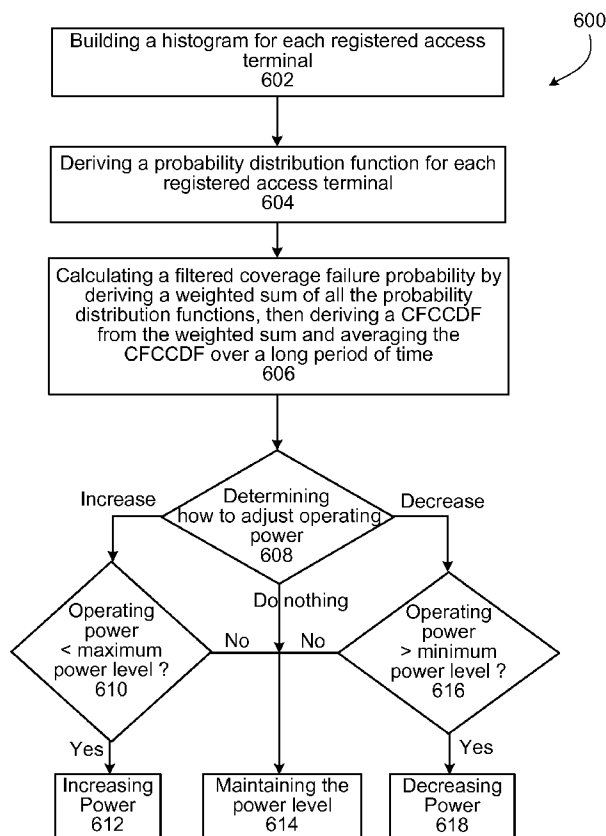 600
Building a histogram for each registered access
terminal
602
Deriving a probability distribution function for each
registered access terminal
604
Calculating a filtered coverage failure probability by
deriving a weighted sum of all the probability
distribution functions, then deriving a CFCCDF
from the weighted sum and averaging the
CFCCDF over a long period of time
606
Increase
Determining
how to adjust operating
power
608
Decrease
Do nothing
Operating
power
< maximum
power level ?
610
No
No
Operating
power
> minimum
power level ?
616
Yes
Yes
Increasing
Power
612
Maintaining the
power level
614
Decreasing
Power
618